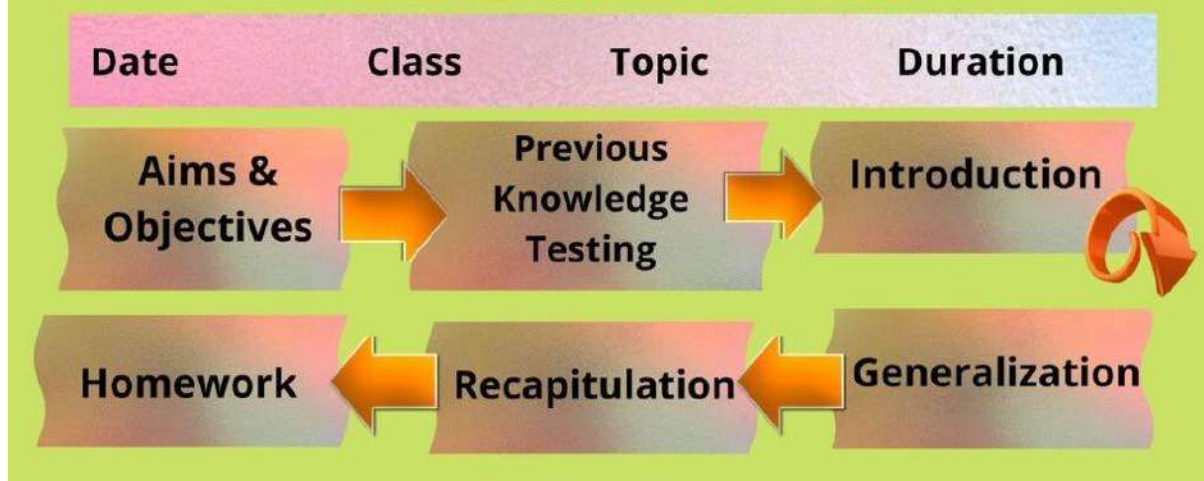 Date Class Topic Duration
Aims &
Objectives
Previous
Knowledge
Testing
Introduction
Generalization
Recapitulation
Homework